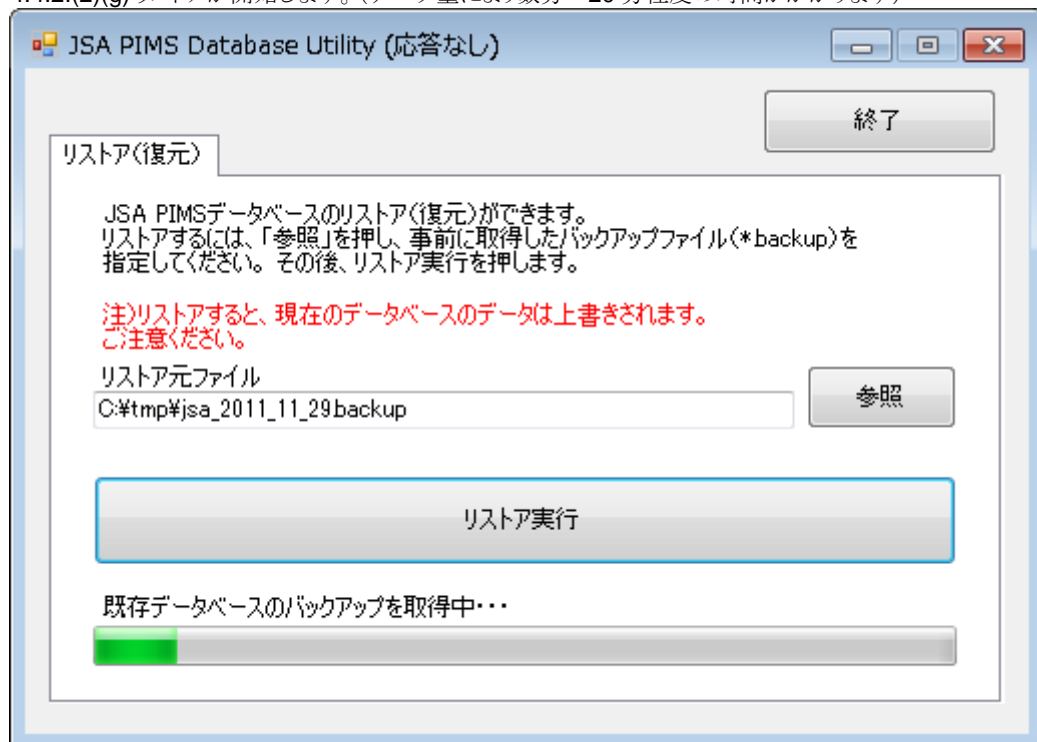 JSA PIMS Database Utility (応答なし)
終了
リストア(復元)
JSA PIMSデータベースのリストア(復元)ができます。
リストアするには、「参照」を押し、事前に取得したバックアップファイル(*.backup)を
指定してください。その後、リストア実行を押します。
注)リストアすると、現在のデータベースのデータは上書きされます。
ご注意ください。
リストア元ファイル
C:¥tmp¥jsa_2011_11_29.backup
参照
リストア実行
既存データベースのバックアップを取得中・・・